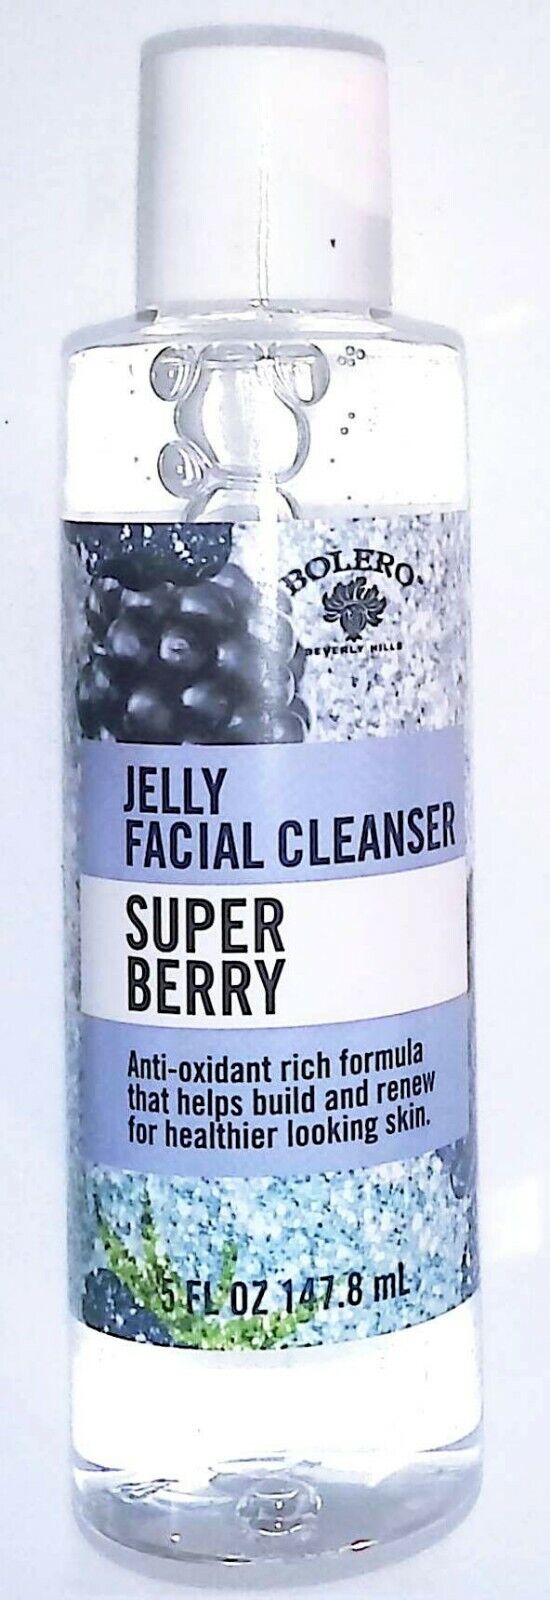 BOLERO
BEVERLY HILLS
JELLY
FACIAL CLEANSER
SUPER
BERRY
Anti-oxidant rich formula
that helps build and renew
for healthier looking skin.
5 FL OZ 147.8 mL